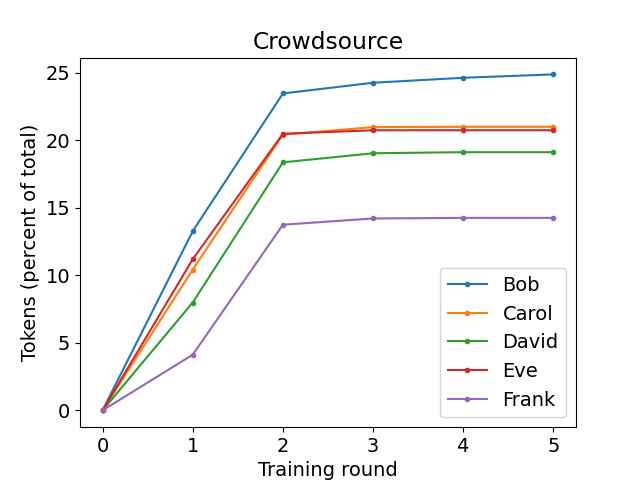 Crowdsource
Tokens (percent of total)
25
20
15
10
5
0
Bob
Carol
David
Eve
Frank
0 1 2 3 4 5
Training round